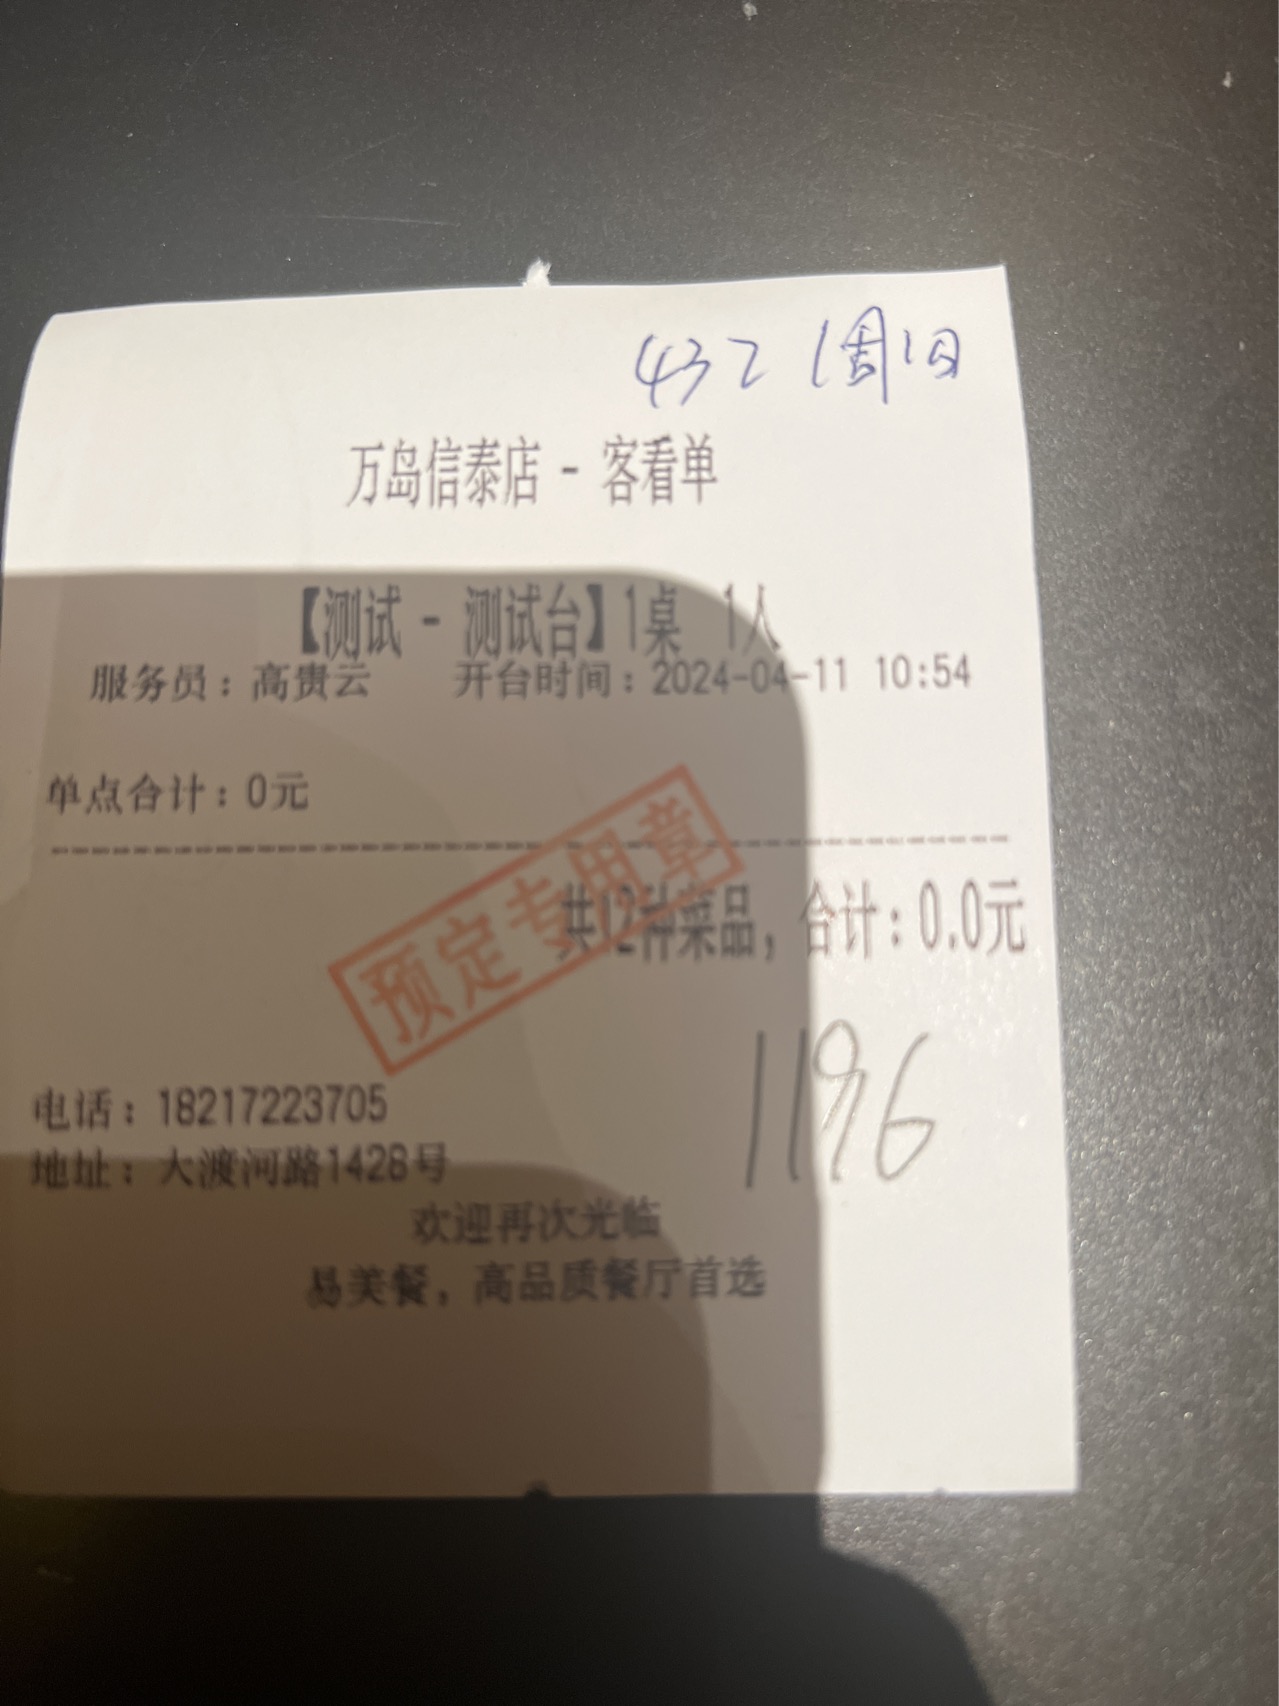 432 (周日)
万岛信泰店 - 客看单
【测试 - 测试台】1桌 1人
服务员：高贵云 开台时间：2024-04-11 10:54
单点合计：0元
共12种菜品，合计：0.0元
预定专用章
1196
电话：18217223705
地址：大渡河路1428号
欢迎再次光临
易美餐，高品质餐厅首选